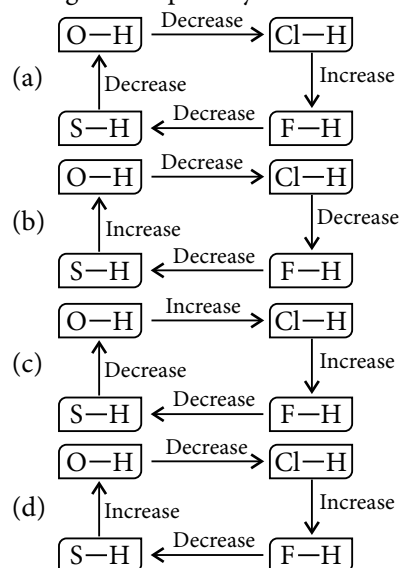 Decrease
O—H Cl—H
(a) Decrease Increase
Decrease
S—H F—H
Decrease
O—H Cl—H
(b) Increase Decrease
Decrease
S—H F—H
Increase
O—H Cl—H
(c) Decrease Increase
Decrease
S—H F—H
Decrease
O—H Cl—H
(d) Increase Increase
Decrease
S—H F—H